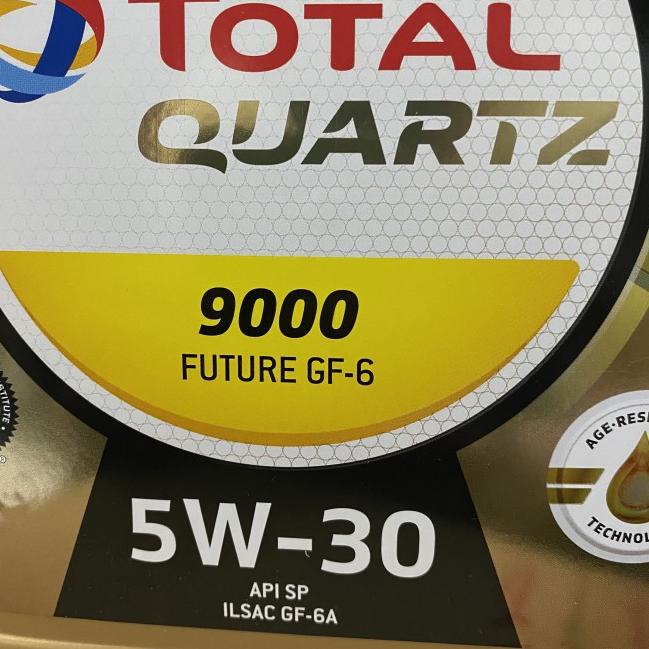 TOTAL
QUARTZ
9000
FUTURE GF-6
5W-30
API SP
ILSAC GF-6A